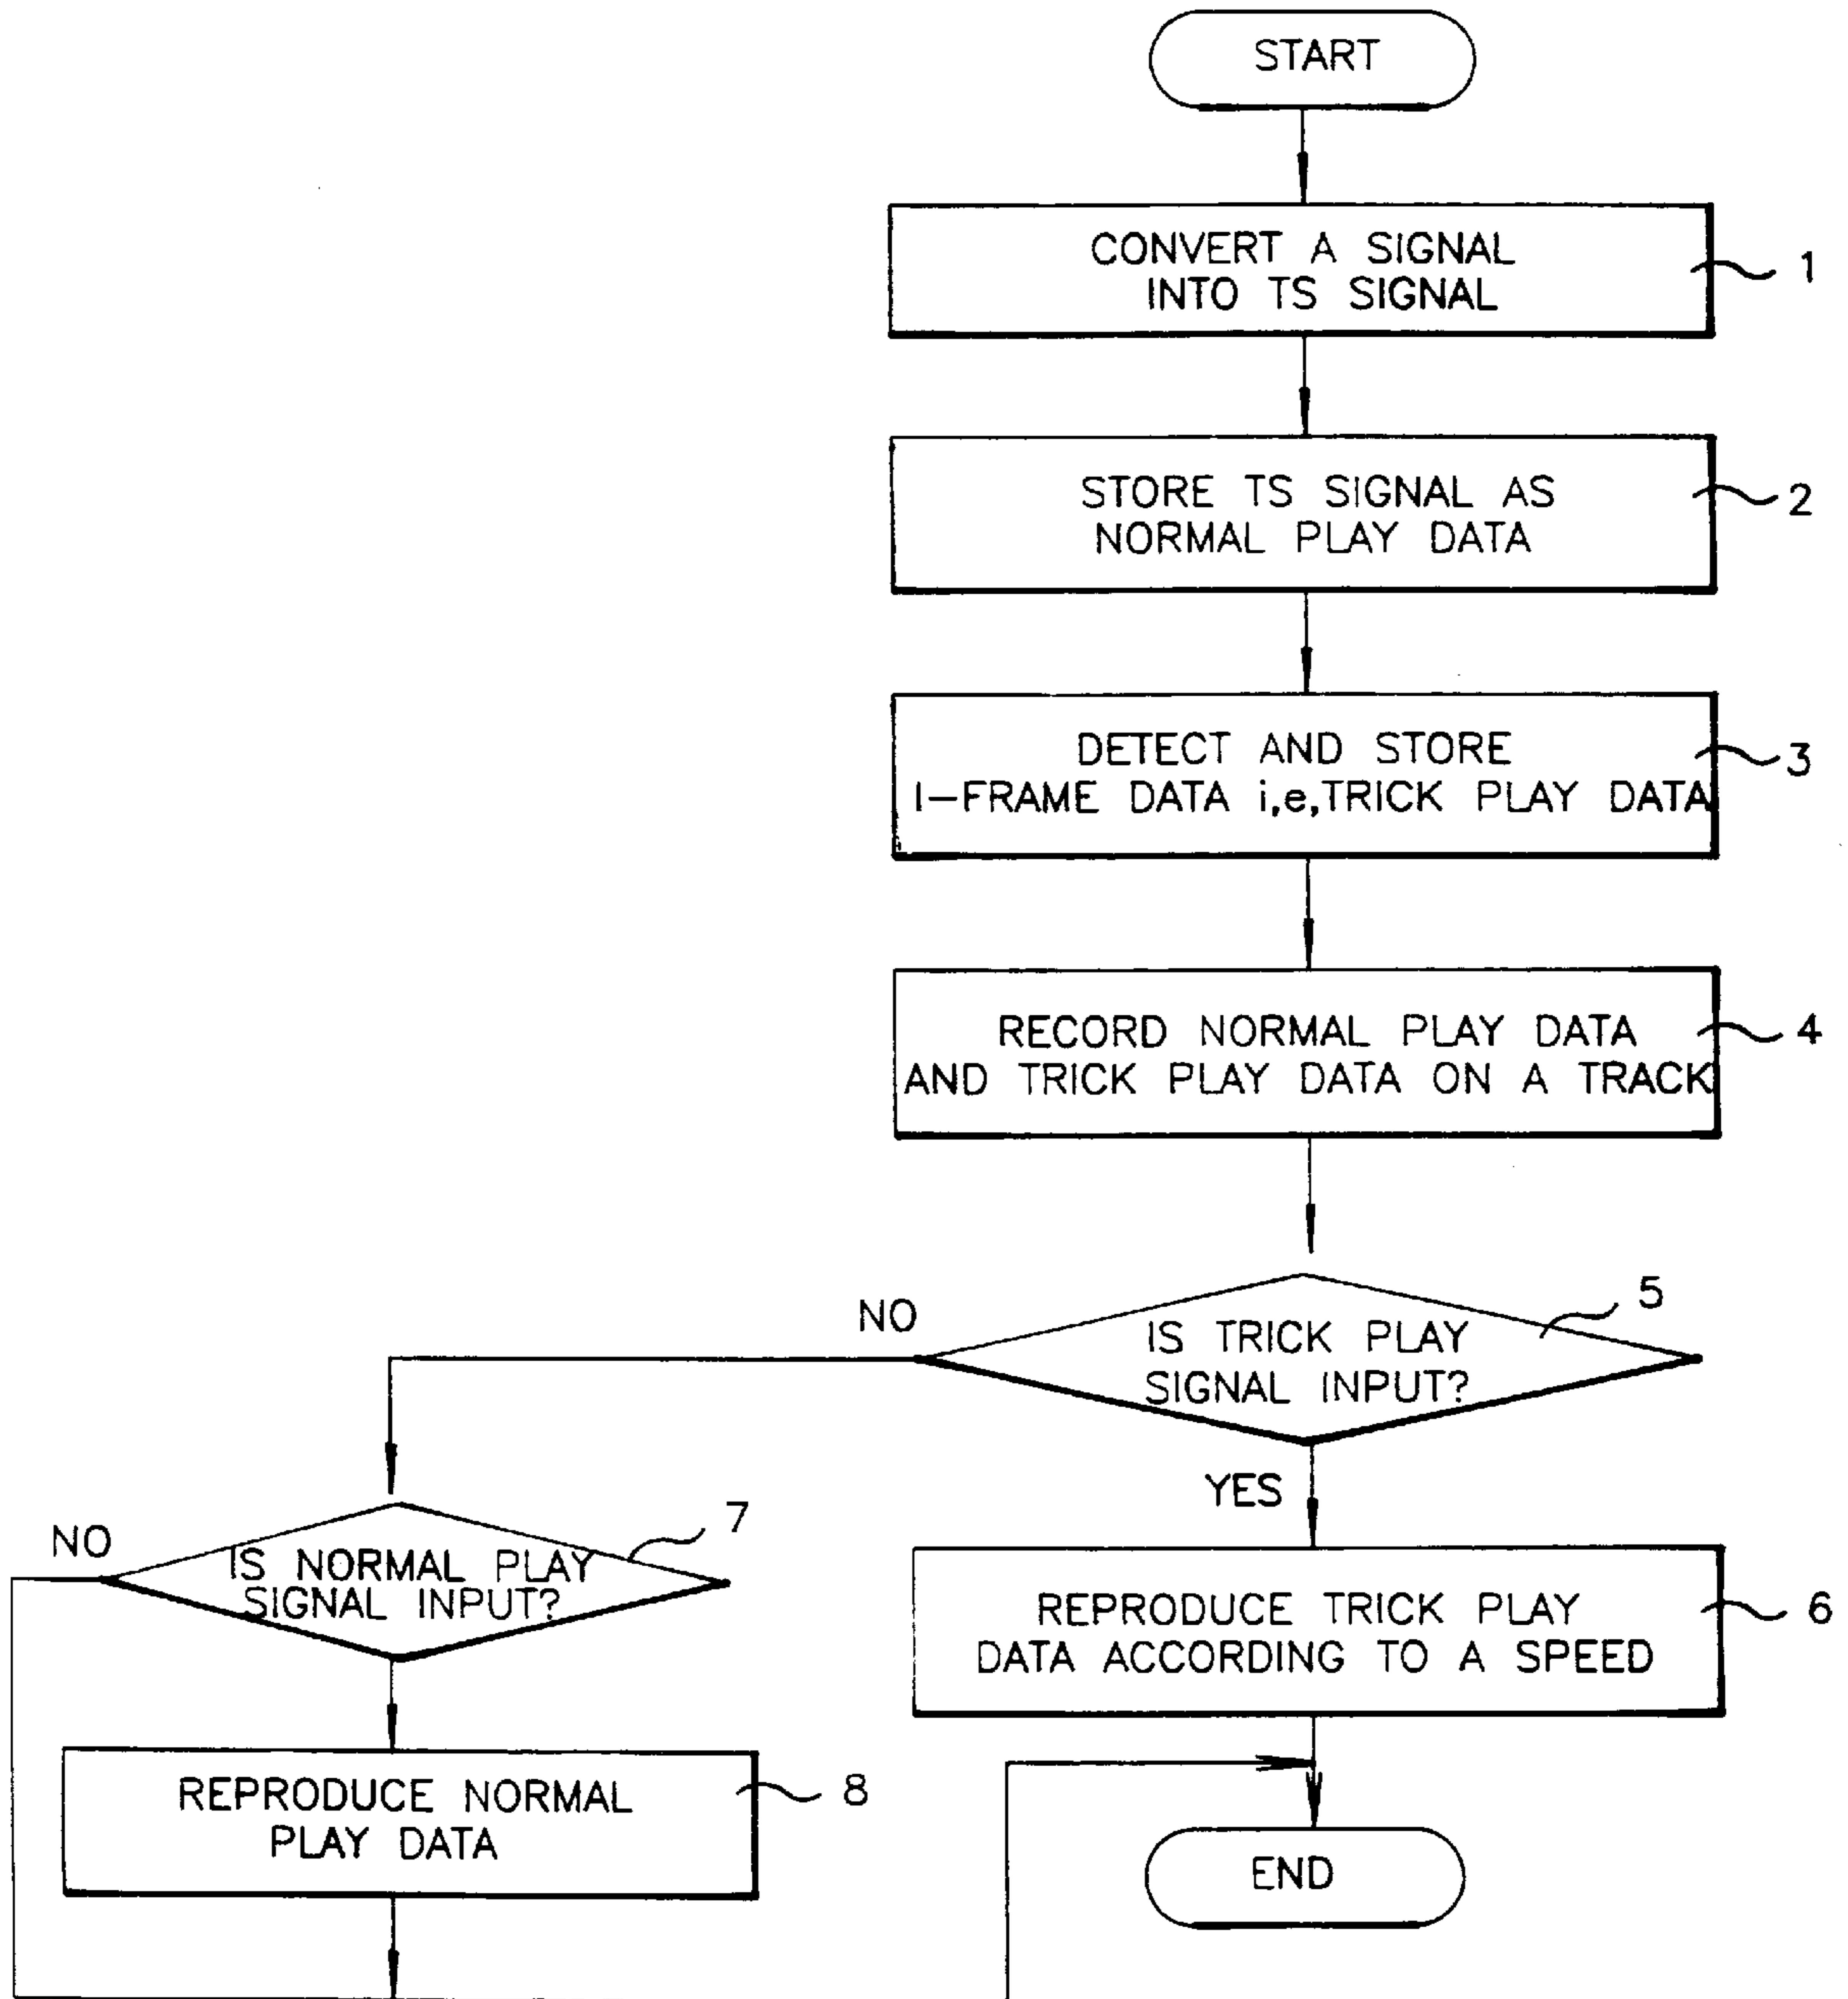 START
CONVERT A SIGNAL
INTO TS SIGNAL
1
STORE TS SIGNAL AS
NORMAL PLAY DATA
2
DETECT AND STORE
I-FRAME DATA i,e,TRICK PLAY DATA
3
RECORD NORMAL PLAY DATA
AND TRICK PLAY DATA ON A TRACK
4
IS TRICK PLAY
SIGNAL INPUT?
5
NO
YES
IS NORMAL PLAY
SIGNAL INPUT?
7
NO
REPRODUCE TRICK PLAY
DATA ACCORDING TO A SPEED
6
REPRODUCE NORMAL
PLAY DATA
8
END